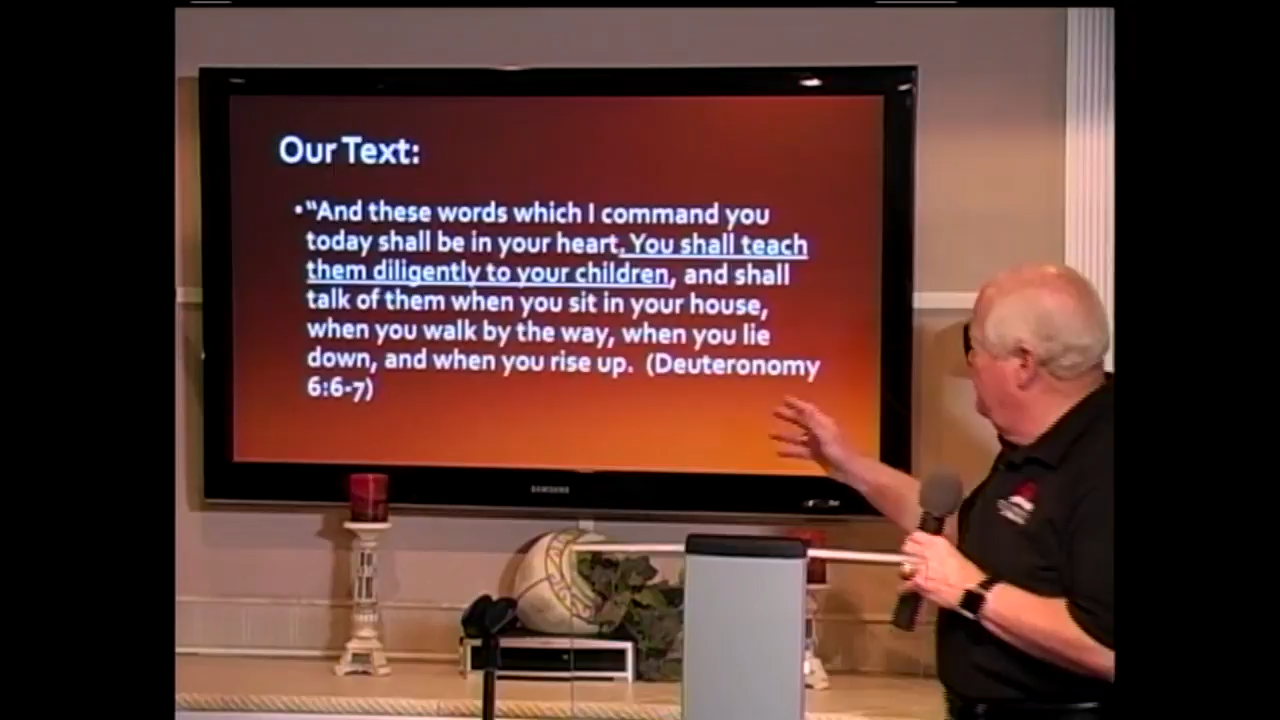 Our Text:
• “And these words which I command you
today shall be in your heart. You shall teach
them diligently to your children, and shall
talk of them when you sit in your house,
when you walk by the way, when you lie
down, and when you rise up. (Deuteronomy
6:6-7)
SAMSUNG